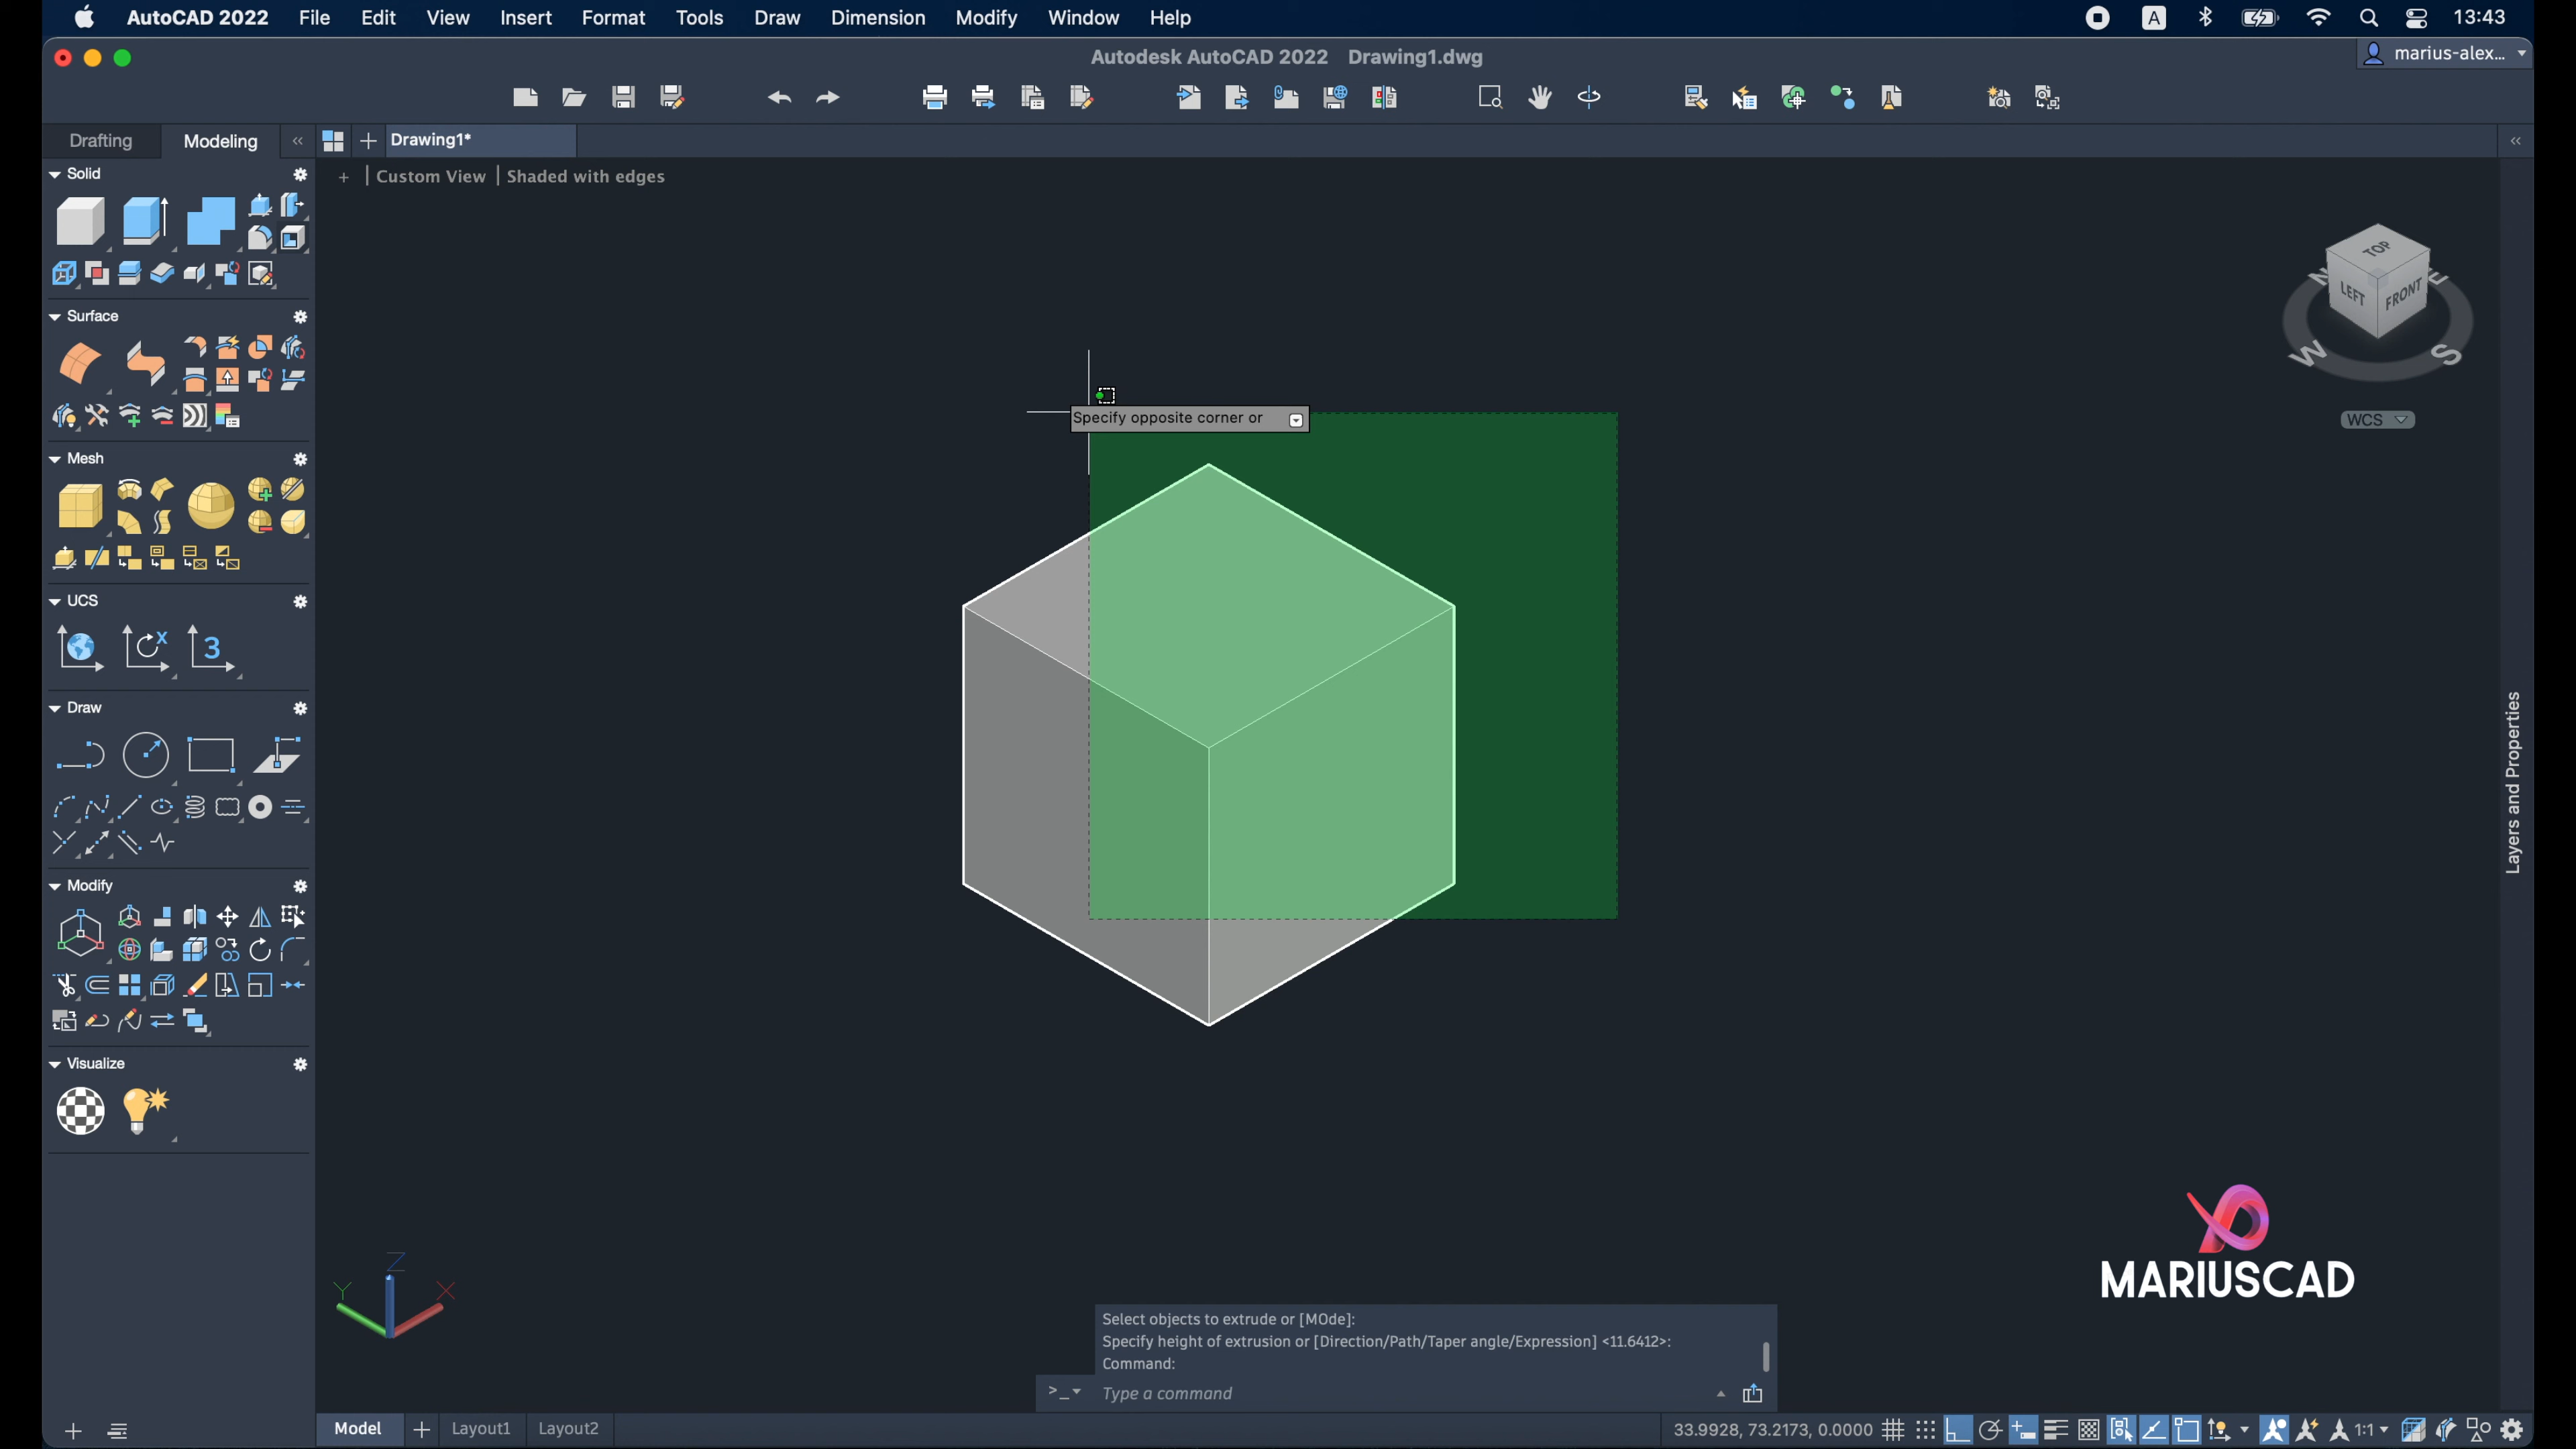 AutoCAD 2022 File Edit View Insert Format Tools Draw Dimension Modify Window Help A 13:43
Autodesk AutoCAD 2022 Drawing1.dwg
marius-alex...
Drafting Modeling Drawing1*
+ | Custom View | Shaded with edges
Solid
Surface
Mesh
UCS
X
3
Draw
Modify
Visualize
TOP
LEFT FRONT
N E
W S
WCS
Specify opposite corner or
Layers and Properties
MARIUSCAD
Z
Y X
Select objects to extrude or [MOde]:
Specify height of extrusion or [Direction/Path/Taper angle/Expression] <11.6412>:
Command:
>_ Type a command
Model + Layout1 Layout2
33.9928, 73.2173, 0.0000 1:1